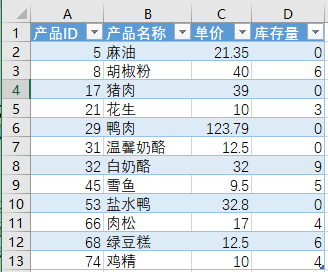 A B C D
1 产品ID 产品名称 单价 库存量
2 5 麻油 21.35 0
3 8 胡椒粉 40 6
4 17 猪肉 39 0
5 21 花生 10 3
6 29 鸭肉 123.79 0
7 31 温馨奶酪 12.5 0
8 32 白奶酪 32 9
9 45 雪鱼 9.5 5
10 53 盐水鸭 32.8 0
11 66 肉松 17 4
12 68 绿豆糕 12.5 6
13 74 鸡精 10 4